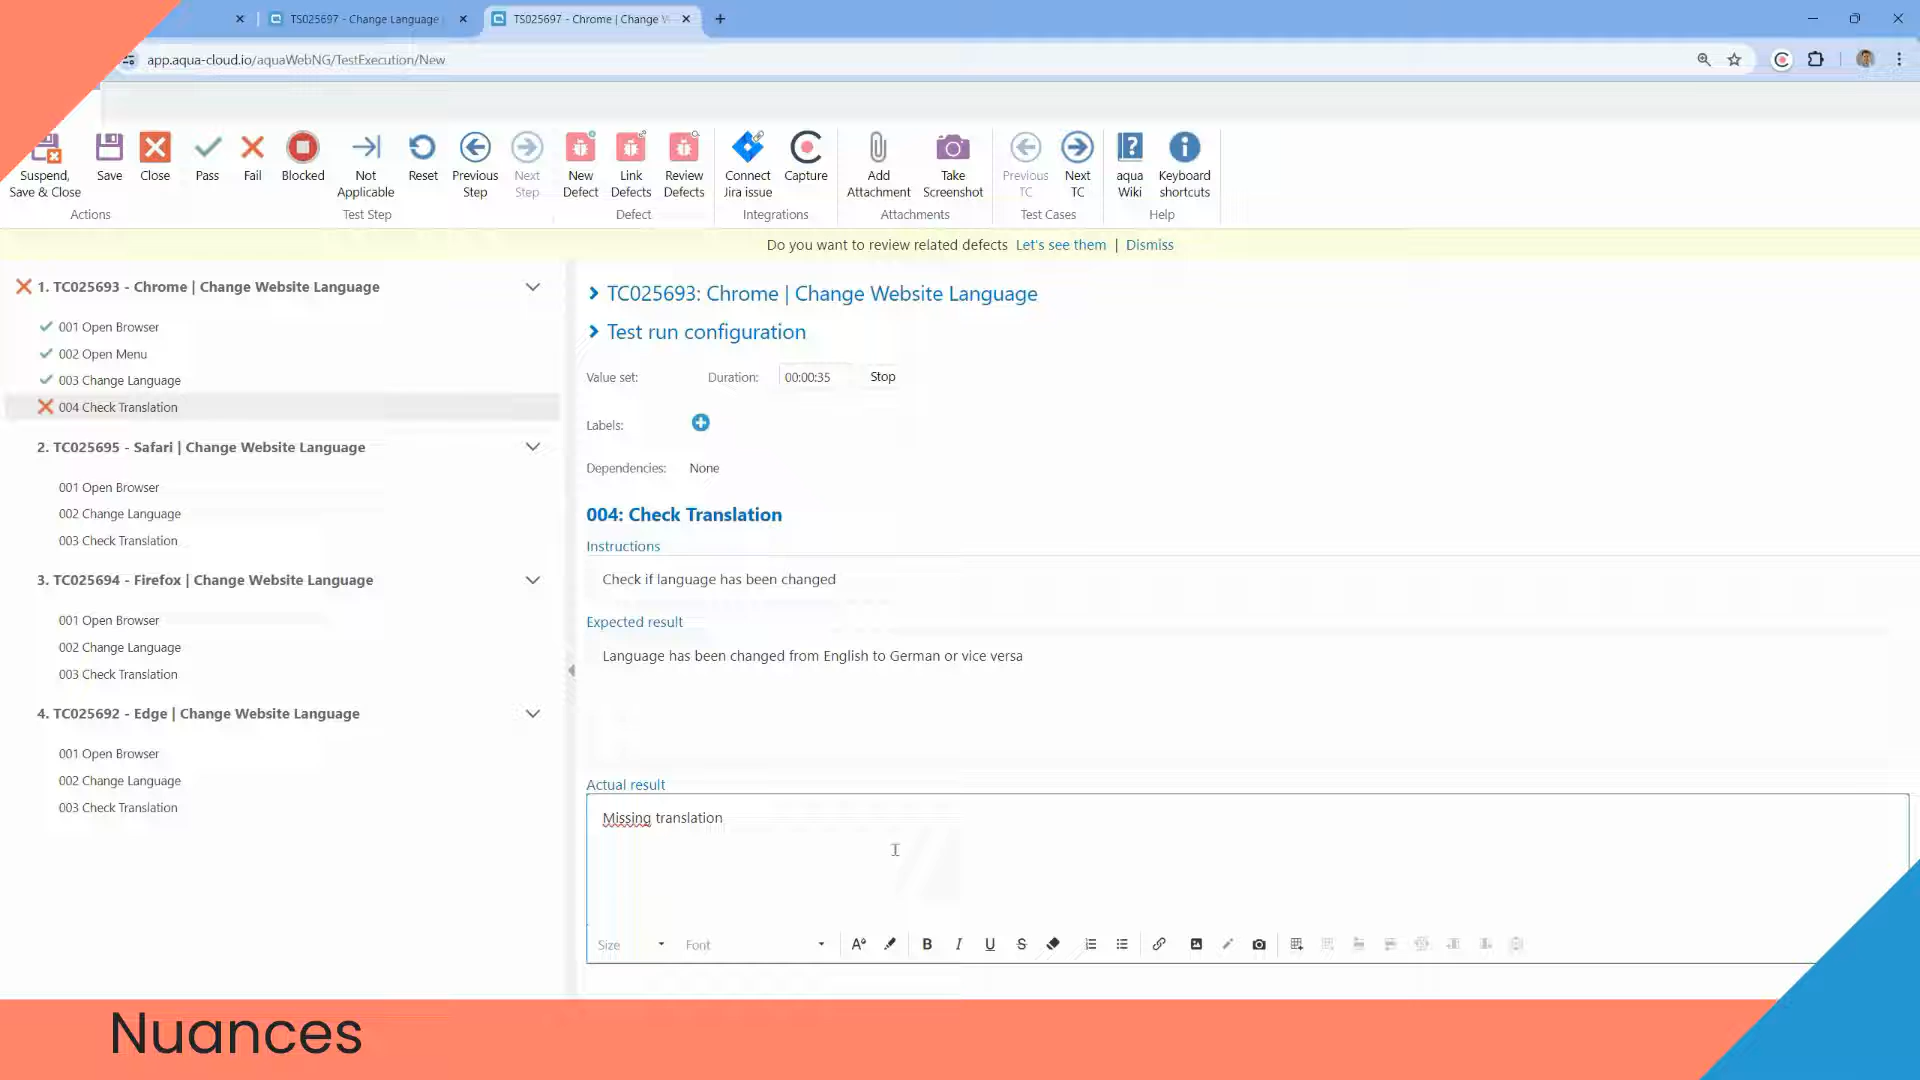 TS025697 - Change Language
TS025697 - Chrome | Change W
app.aqua-cloud.io/aquaWebNG/TestExecution/New
Suspend, Save & Close
Save
Close
Pass
Fail
Blocked
Not Applicable
Reset
Previous Step
Next Step
New Defect
Link Defects
Review Defects
Connect Jira issue
Capture
Add Attachment
Take Screenshot
Previous TC
Next TC
aqua Wiki
Keyboard shortcuts
Actions
Test Step
Defect
Integrations
Attachments
Test Cases
Help
Do you want to review related defects Let's see them | Dismiss
1. TC025693 - Chrome | Change Website Language
001 Open Browser
002 Open Menu
003 Change Language
004 Check Translation
2. TC025695 - Safari | Change Website Language
001 Open Browser
002 Change Language
003 Check Translation
3. TC025694 - Firefox | Change Website Language
001 Open Browser
002 Change Language
003 Check Translation
4. TC025692 - Edge | Change Website Language
001 Open Browser
002 Change Language
003 Check Translation
TC025693: Chrome | Change Website Language
Test run configuration
Value set: Duration: 00:00:35 Stop
Labels:
Dependencies: None
004: Check Translation
Instructions
Check if language has been changed
Expected result
Language has been changed from English to German or vice versa
Actual result
Missing translation
Size Font
Nuances